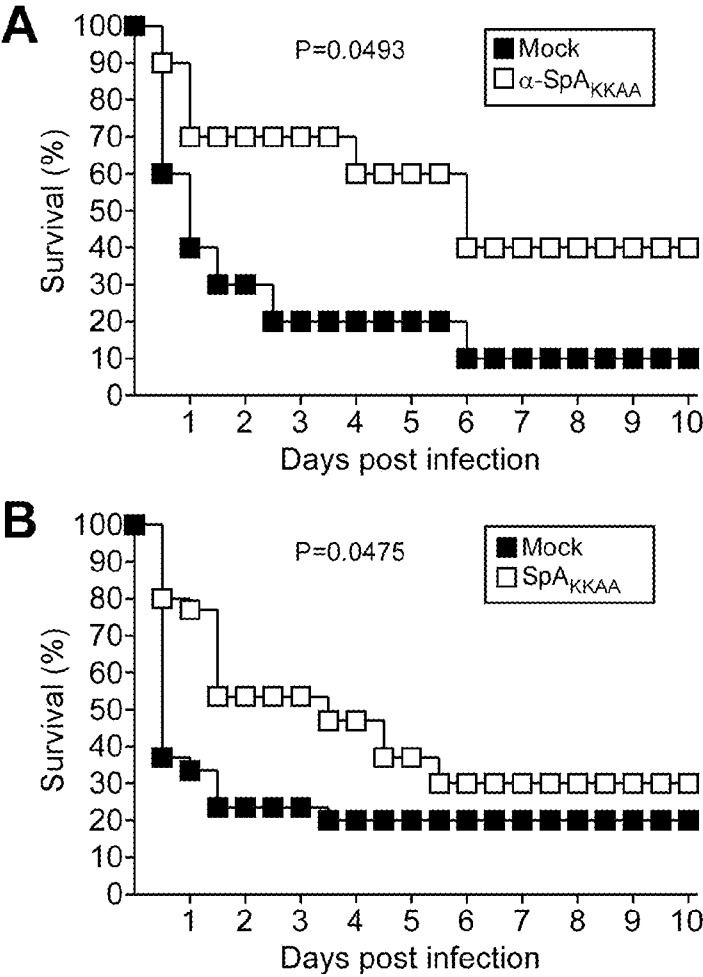 A
P=0.0493
Mock
α-SpAKKAA
Survival (%)
100
90
80
70
60
50
40
30
20
10
0
1 2 3 4 5 6 7 8 9 10
Days post infection
B
P=0.0475
Mock
SpAKKAA
Survival (%)
100
90
80
70
60
50
40
30
20
10
0
1 2 3 4 5 6 7 8 9 10
Days post infection